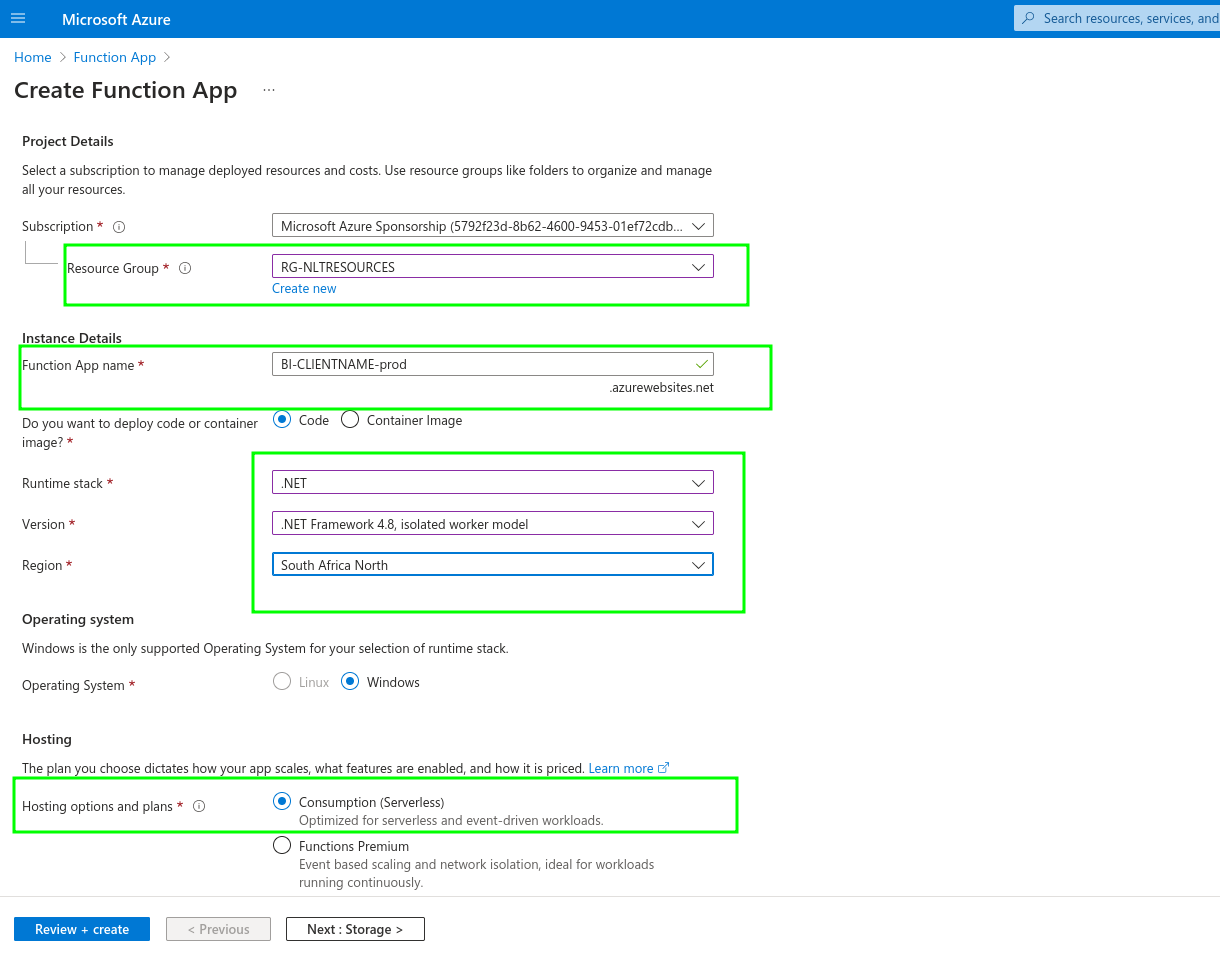 Microsoft Azure
Search resources, services, and
Home > Function App >
Create Function App ...
Project Details
Select a subscription to manage deployed resources and costs. Use resource groups like folders to organize and manage
all your resources.
Subscription *
Microsoft Azure Sponsorship (5792f23d-8b62-4600-9453-01ef72cdb...
Resource Group *
RG-NLTRESOURCES
Create new
Instance Details
Function App name *
BI-CLIENTNAME-prod
.azurewebsites.net
Do you want to deploy code or container
image? *
Code
Container Image
Runtime stack *
.NET
Version *
.NET Framework 4.8, isolated worker model
Region *
South Africa North
Operating system
Windows is the only supported Operating System for your selection of runtime stack.
Operating System *
Linux
Windows
Hosting
The plan you choose dictates how your app scales, what features are enabled, and how it is priced. Learn more
Hosting options and plans *
Consumption (Serverless)
Optimized for serverless and event-driven workloads.
Functions Premium
Event based scaling and network isolation, ideal for workloads
running continuously.
Review + create
< Previous
Next : Storage >